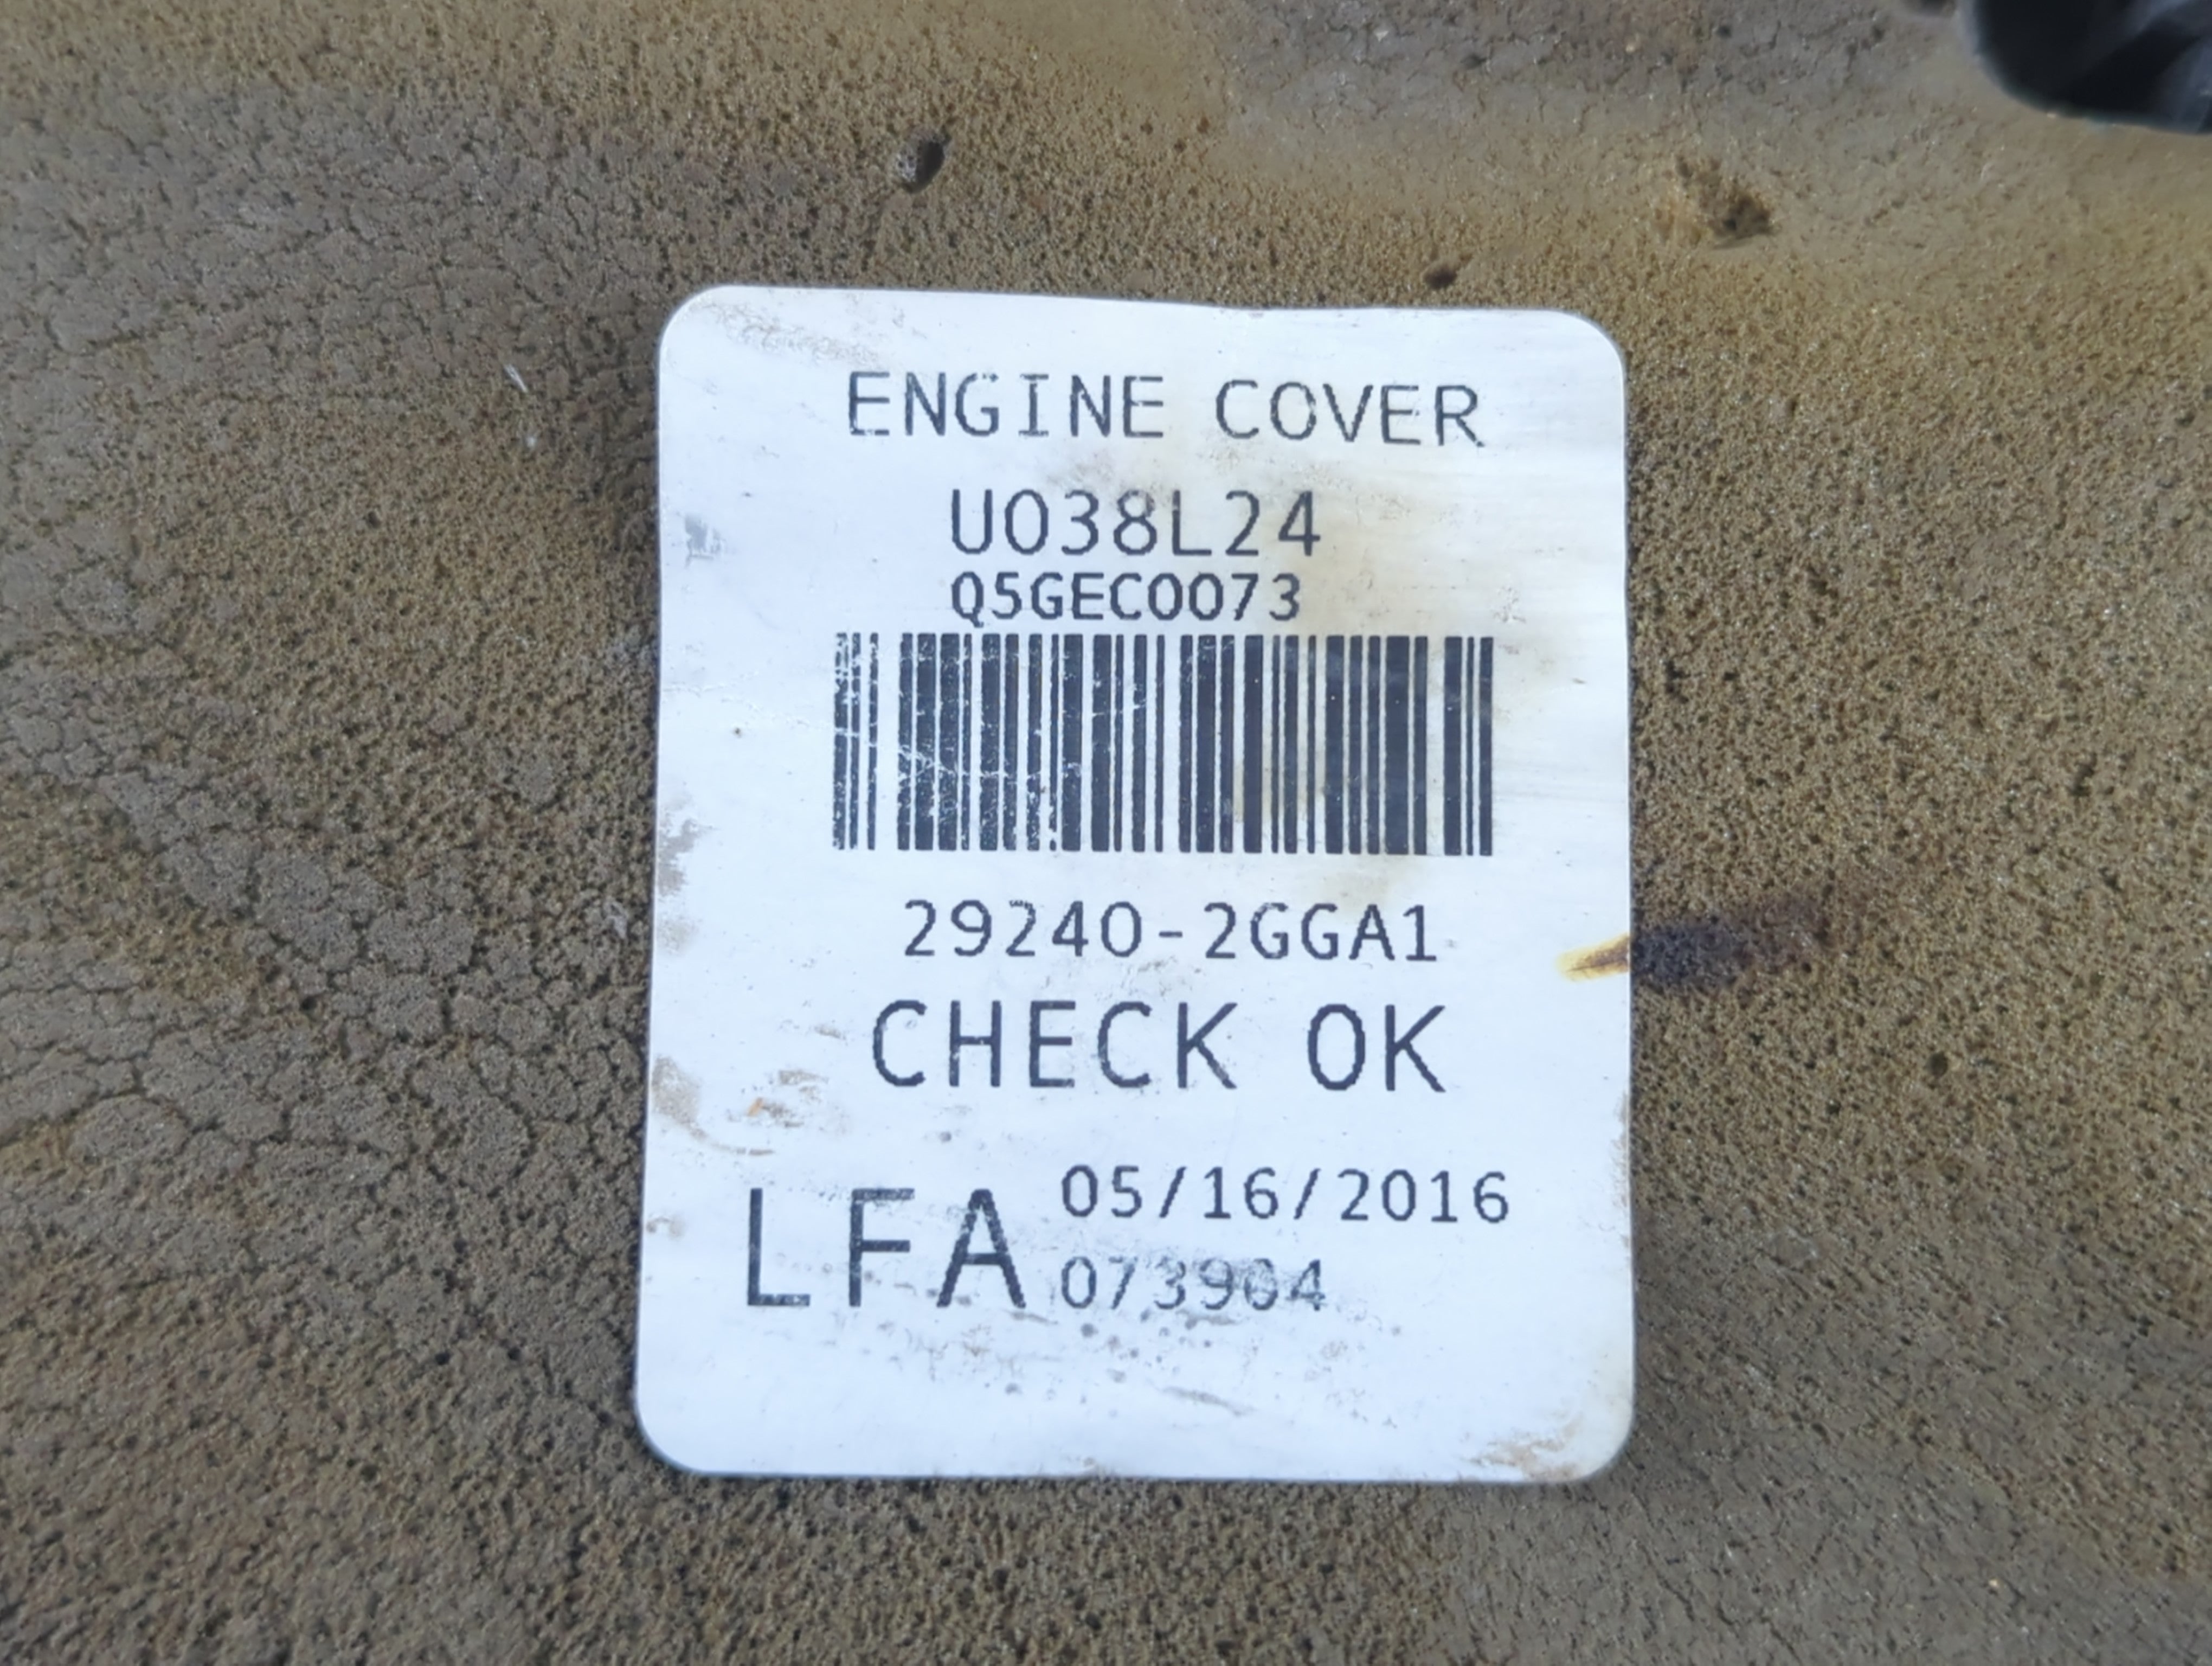 ENGINE COVER
U038L24
Q5GEC0073
29240-2GGA1
CHECK OK
LFA 05/16/2016
073904